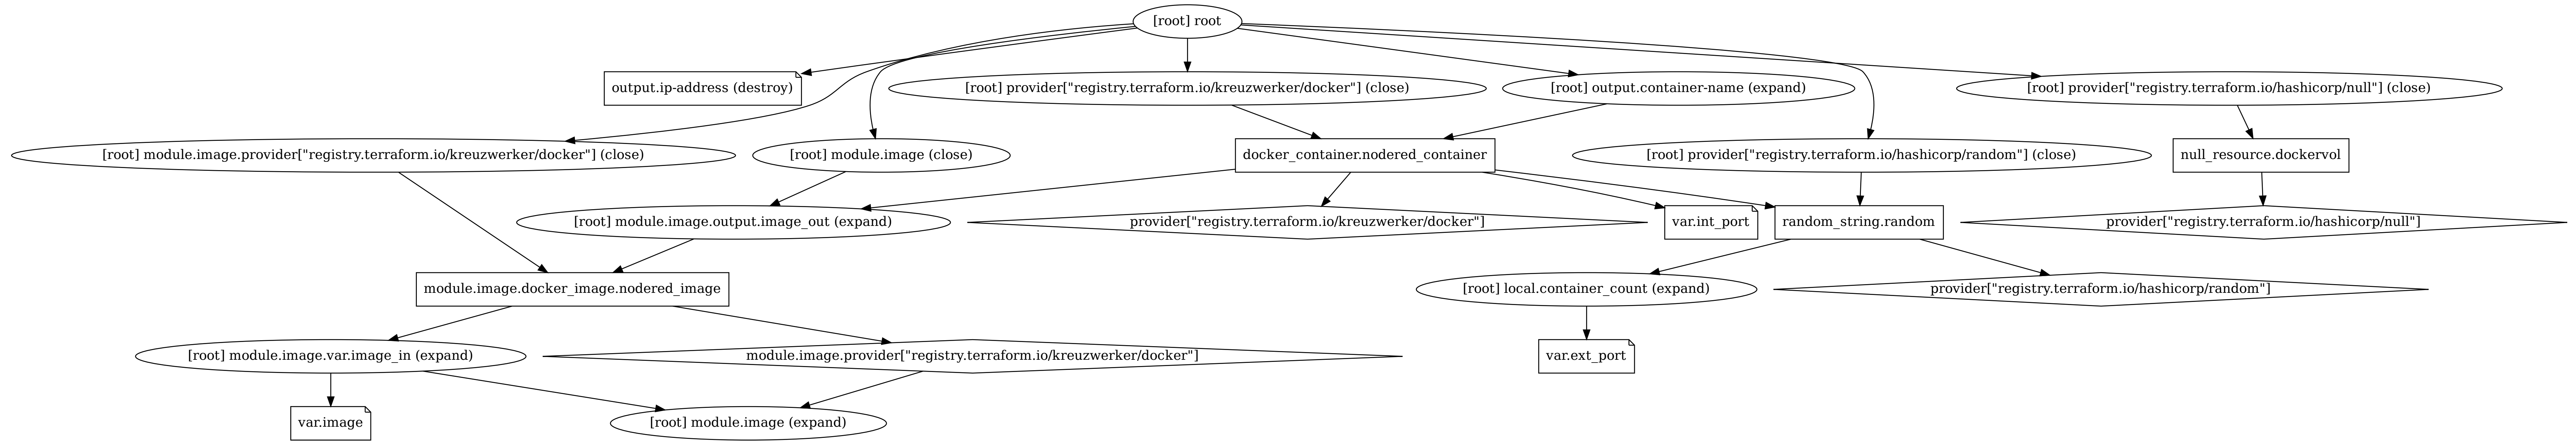 [root] root
output.ip-address (destroy)
[root] provider["registry.terraform.io/kreuzwerker/docker"] (close)
[root] output.container-name (expand)
[root] provider["registry.terraform.io/hashicorp/null"] (close)
[root] module.image.provider["registry.terraform.io/kreuzwerker/docker"] (close)
[root] module.image (close)
docker_container.nodered_container
[root] provider["registry.terraform.io/hashicorp/random"] (close)
null_resource.dockervol
[root] module.image.output.image_out (expand)
provider["registry.terraform.io/kreuzwerker/docker"]
var.int_port
random_string.random
provider["registry.terraform.io/hashicorp/null"]
module.image.docker_image.nodered_image
[root] local.container_count (expand)
provider["registry.terraform.io/hashicorp/random"]
[root] module.image.var.image_in (expand)
module.image.provider["registry.terraform.io/kreuzwerker/docker"]
var.ext_port
var.image
[root] module.image (expand)